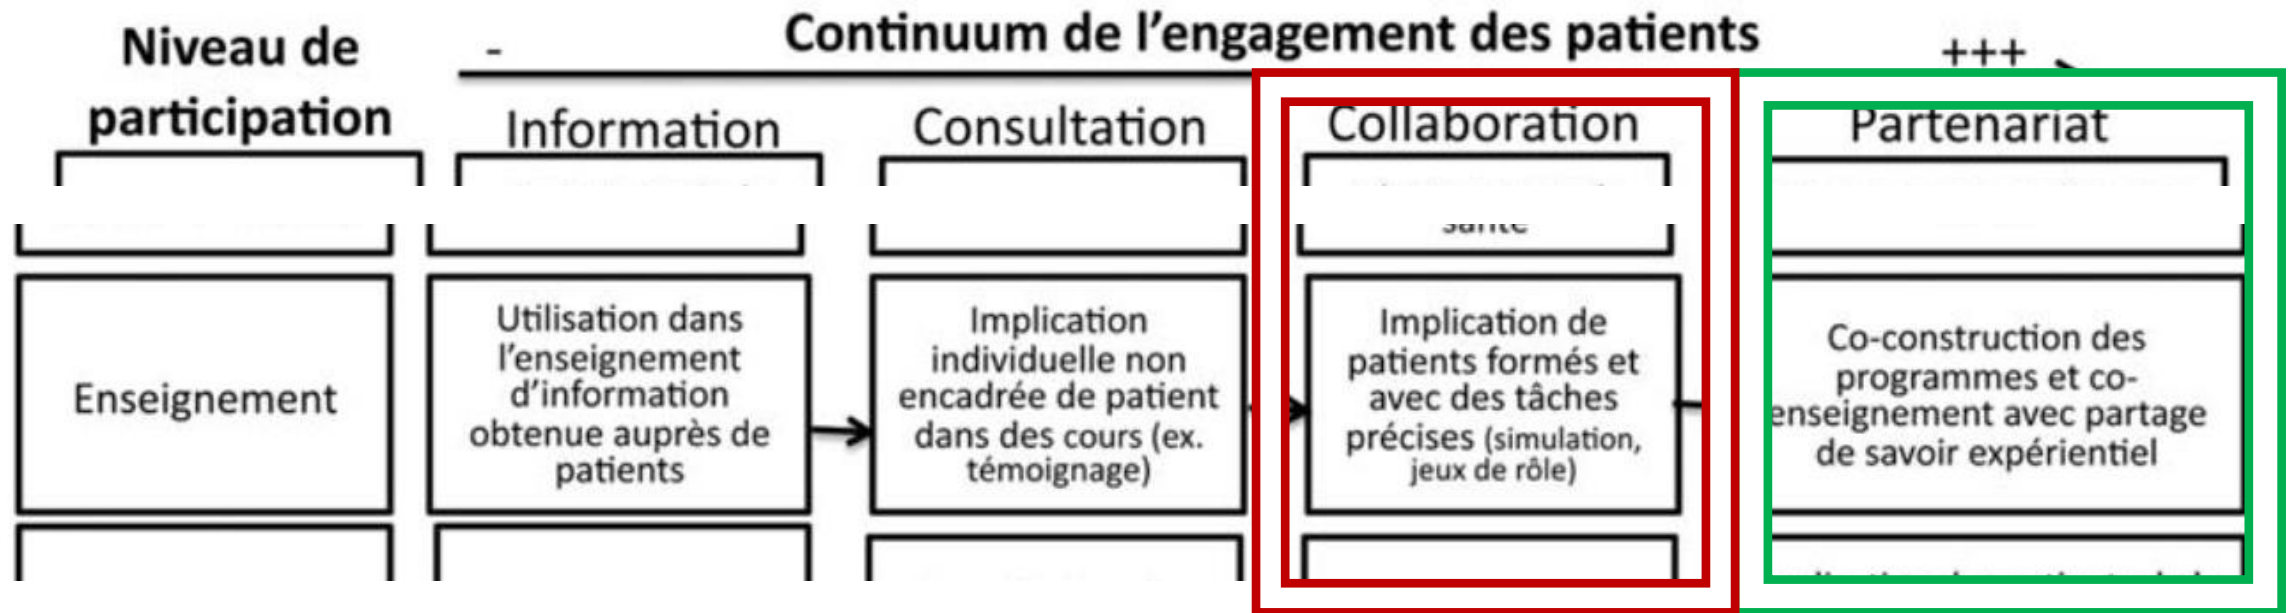 Niveau de
participation
- Continuum de l'engagement des patients +++
Information
Consultation
Collaboration
Partenariat
santé
Enseignement
Utilisation dans
l'enseignement
d'information
obtenue auprès de
patients
Implication
individuelle non
encadrée de patient
dans des cours (ex.
témoignage)
Implication de
patients formés et
avec des tâches
précises (simulation,
jeux de rôle)
Co-construction des
programmes et co-
enseignement avec partage
de savoir expérientiel